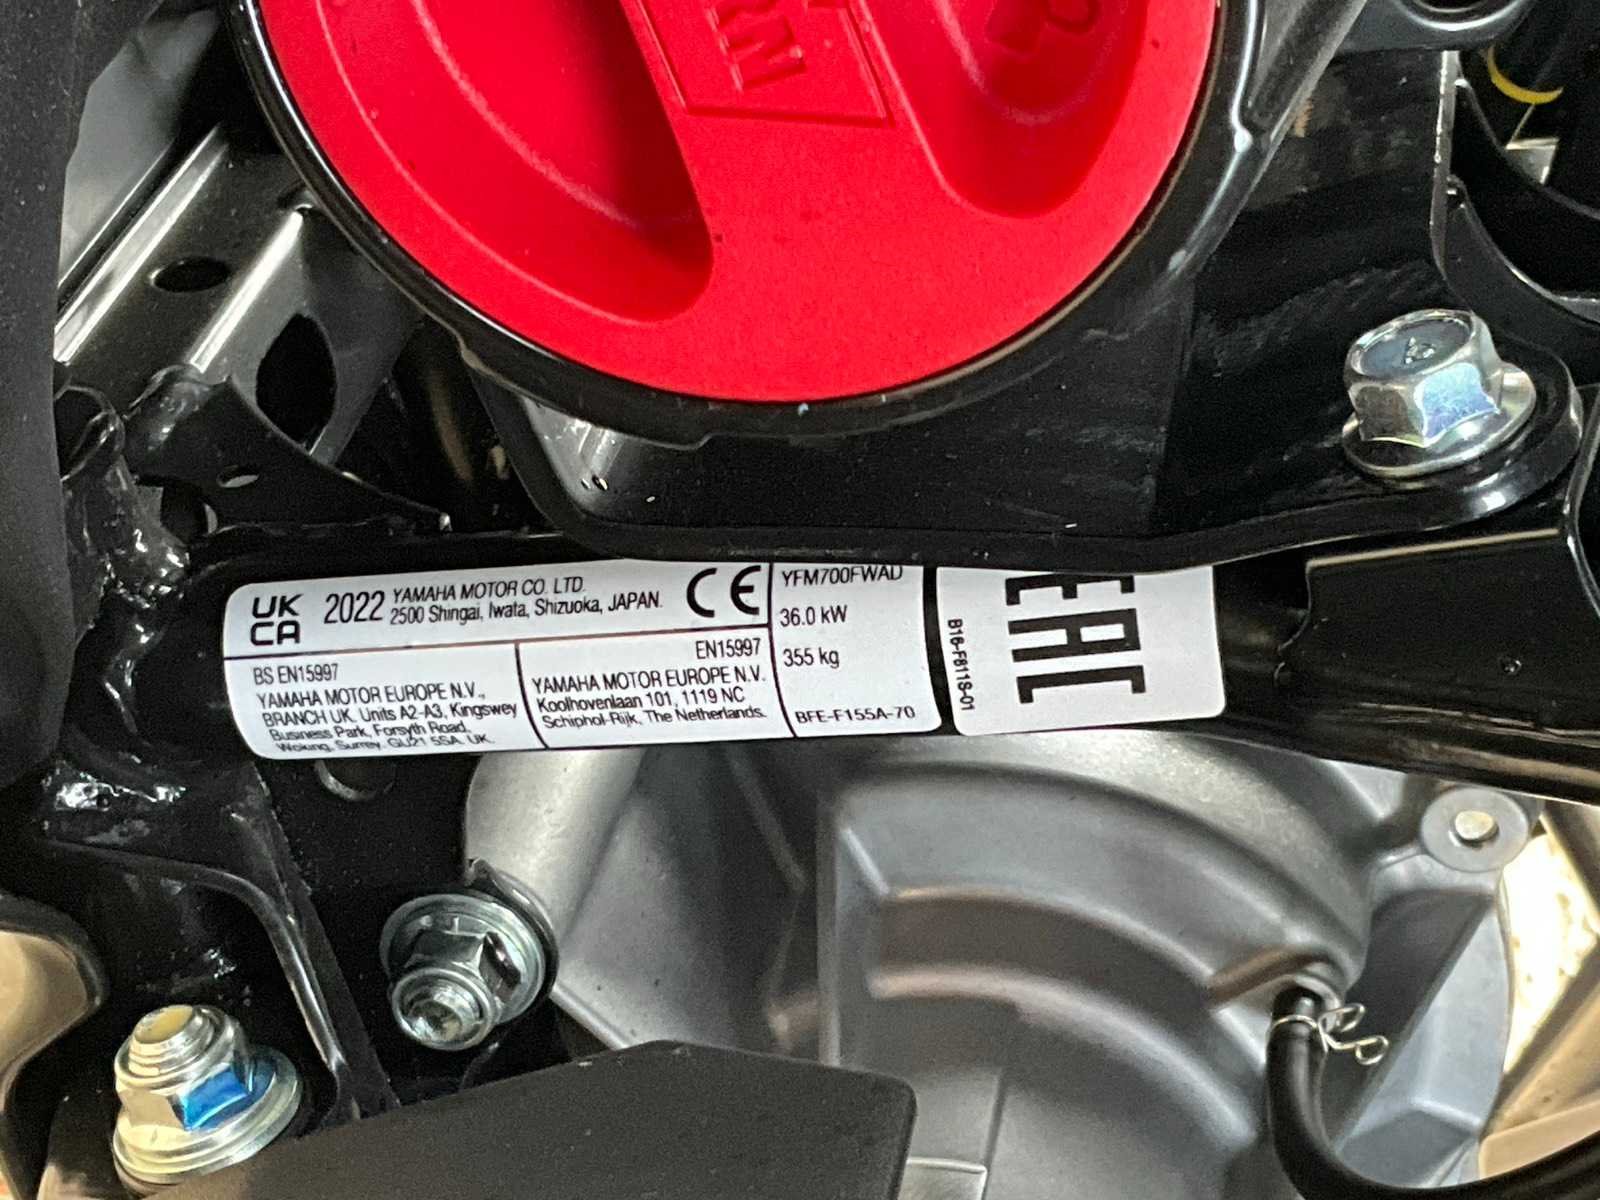 UK
CA
2022
YAMAHA MOTOR CO. LTD.
2500 Shingai, Iwata, Shizuoka, JAPAN.
CE
BS EN15997
YAMAHA MOTOR EUROPE N.V.,
BRANCH UK, Units A2-A3, Kingswey
Business Park, Forsyth Road,
Woking, Surrey, GU21 5SA, UK.
EN15997
YAMAHA MOTOR EUROPE N.V.
Koolhovenlaan 101, 1119 NC
Schiphol-Rijk, The Netherlands.
YFM700FWAD
36.0 kW
355 kg
BFE-F155A-70
EAC
B16-F811S-01